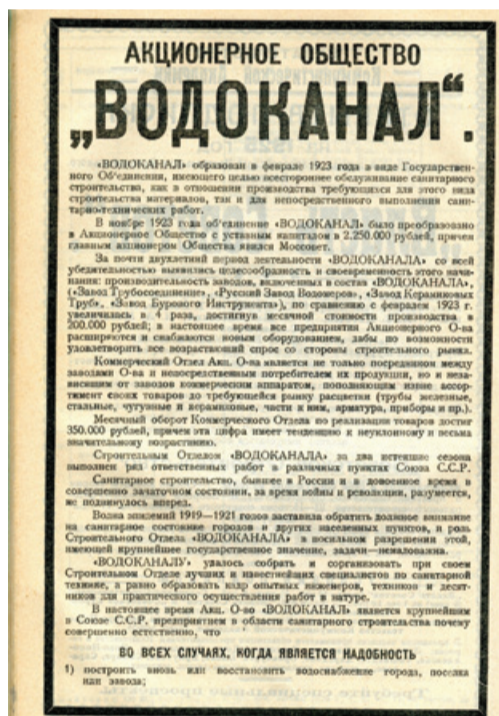 АКЦИОНЕРНОЕ ОБЩЕСТВО
„ВОДОКАНАЛ“.
«ВОДОКАНАЛ» образован в феврале 1923 года в виде Государствен-
ного Об'единения, имеющего целью всестороннее обслуживание санитарного
строительства, как в отношении производства требующихся для этого вида
строительства материалов, так и для непосредственного выполнения сани-
тарно-технических работ.
В ноябре 1923 года об'единение «ВОДОКАНАЛ» было преобразовано
в Акционерное Общество с уставным капиталом в 2.250.000 рублей, причем
главным акционером Общества явился Моссовет.
За почти двухлетний период деятельности «ВОДОКАНАЛА» со всей
убедительностью выявились целесообразность и своевременность этого начи-
нания: производительность заводов, включенных в состав «ВОДОКАНАЛА»,
(«Завод Трубосоединение», «Русский Завод Водомеров», «Завод Керамиковых
Труб», «Завод Бурового Инструмента»), по сравнению с февралем 1923 г.
увеличилась в 4 раза, достигнув месячной стоимости производства в
200.000 рублей; в настоящее время все предприятия Акционерного О-ва
расширяются и снабжаются новым оборудованием, дабы по возможности
удовлетворить все возрастающий спрос со стороны строительного рынка.
Коммерческий Отдел Акц. О-ва является не только посредником между
заводами О-ва и непосредственным потребителем их продукции, но и неза-
висящим от заводов коммерческим аппаратом, пополняющим извне ассор-
тимент своих товаров до требующейся рынку расцветки (трубы железные,
стальные, чугунные и керамиковые, части к ним, арматура, приборы и пр.).
Месячный оборот Коммерческого Отдела по реализации товаров достиг
350.000 рублей, причем эта цифра имеет тенденцию к неуклонному и весьма
значительному возрастанию.
Строительным Отделом «ВОДОКАНАЛА» за два истекшие сезона
выполнен ряд ответственных работ в различных пунктах Союза С.С.Р.
Санитарное строительство, бывшее в России и в довоенное время в
совершенно зачаточном состоянии, за время войны и революции, разумеется,
не подвинулось вперед.
Волна эпидемий 1919—1921 годов заставила обратить должное внимание
на санитарное состояние городов и других населенных пунктов, и роль
Строительного Отдела «ВОДОКАНАЛА» в посильном разрешении этой,
имеющей крупнейшее государственное значение, задачи—немаловажна.
«ВОДОКАНАЛУ» удалось собрать и сорганизовать при своем
Строительном Отделе лучших и известнейших специалистов по санитарной
технике, а равно образовать кадр опытных инженеров, техников и десят-
ников для практического осуществления работ в натуре.
В настоящее время Акц. О-во «ВОДОКАНАЛ» является крупнейшим
в Союзе С.С.Р. предприятием в области санитарного строительства почему
совершенно естественно, что
ВО ВСЕХ СЛУЧАЯХ, КОГДА ЯВЛЯЕТСЯ НАДОБНОСТЬ
1) построить вновь или восстановить водоснабжение города, поселка
или завода;